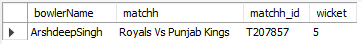 bowlerName matchh matchh_id wicket
ArshdeepSingh Royals Vs Punjab Kings T207857 5